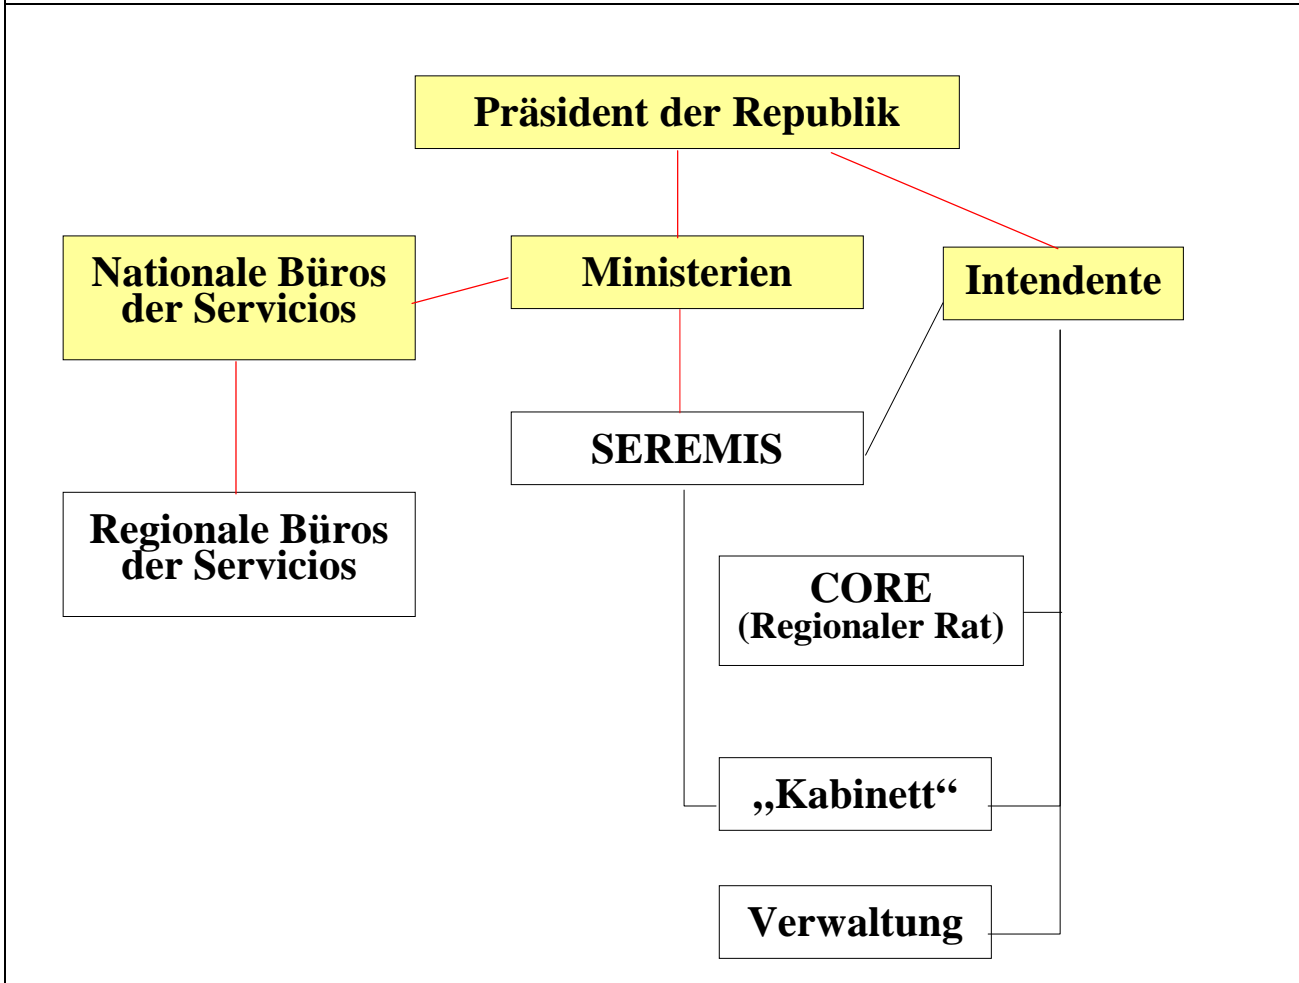 Präsident der Republik
Nationale Büros
der Servicios
Ministerien
Intendente
SEREMIS
Regionale Büros
der Servicios
CORE
(Regionaler Rat)
„Kabinett“
Verwaltung